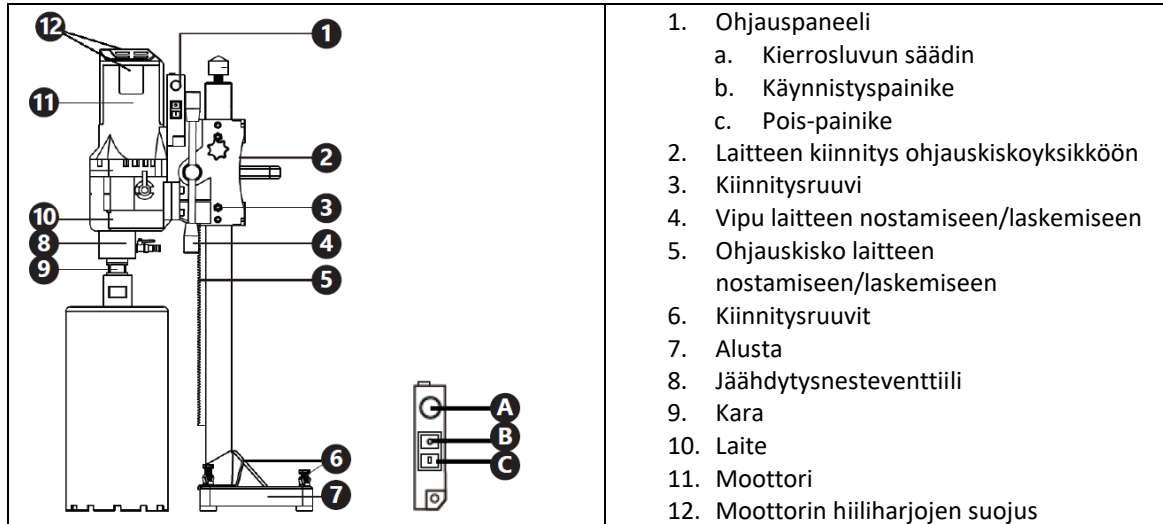 12
1
11
2
10
3
8
4
9
5
A
B
C
6
7
1. Ohjauspaneeli
a. Kierrosluvun säädin
b. Käynnistyspainike
c. Pois-painike
2. Laitteen kiinnitys ohjauskiskoyksikköön
3. Kiinnitysruuvi
4. Vipu laitteen nostamiseen/laskemiseen
5. Ohjauskisko laitteen
nostamiseen/laskemiseen
6. Kiinnitysruuvit
7. Alusta
8. Jäähdytysnesteventtiili
9. Kara
10. Laite
11. Moottori
12. Moottorin hiiliharjojen suojus